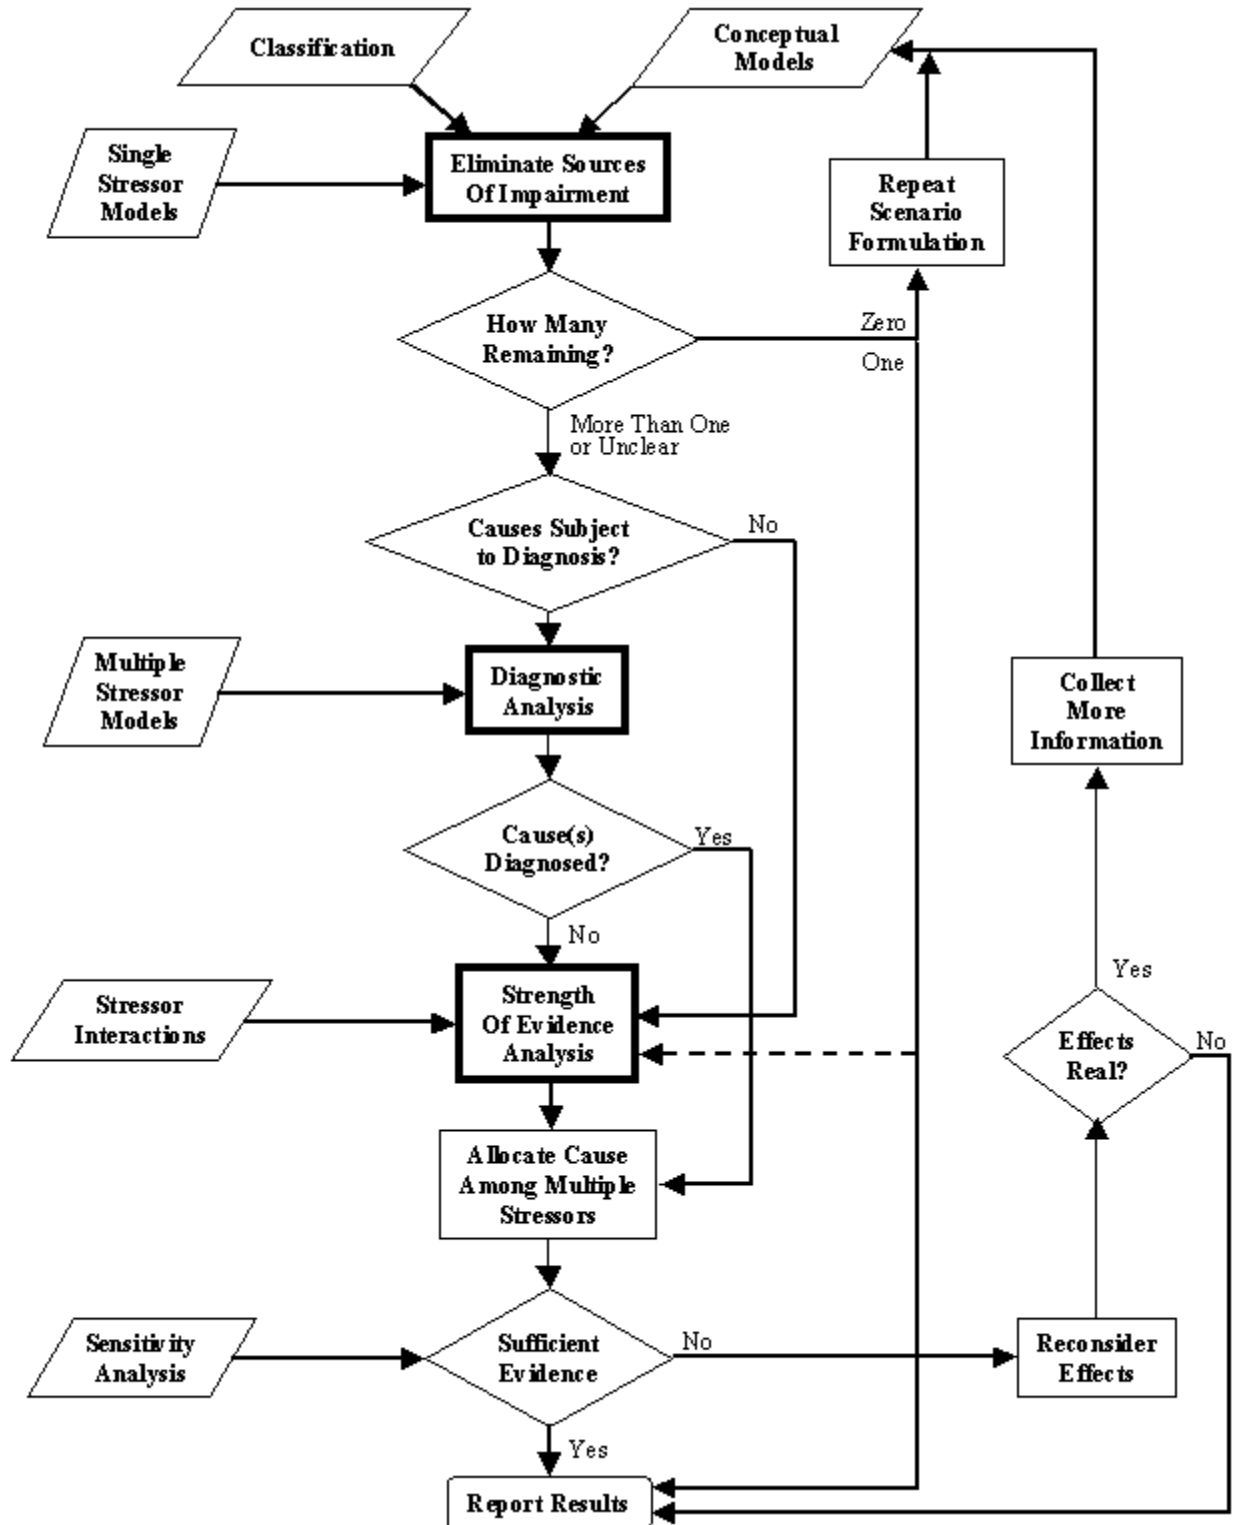 Classification
Conceptual
Models
Single
Stressor
Models
Eliminate Sources
Of Impairment
Repeat
Scenario
Formulation
How Many
Remaining?
Zero
One
More Than One
or Unclear
Causes Subject
to Diagnosis?
No
Multiple
Stressor
Models
Diagnostic
Analysis
Collect
More
Information
Cause(s)
Diagnosed?
Yes
No
Stressor
Interactions
Strength
Of Evidence
Analysis
Yes
Effects
Real?
No
Allocate Cause
Among Multiple
Stressors
Sensitivity
Analysis
Sufficient
Evidence
No
Reconsider
Effects
Yes
Report Results